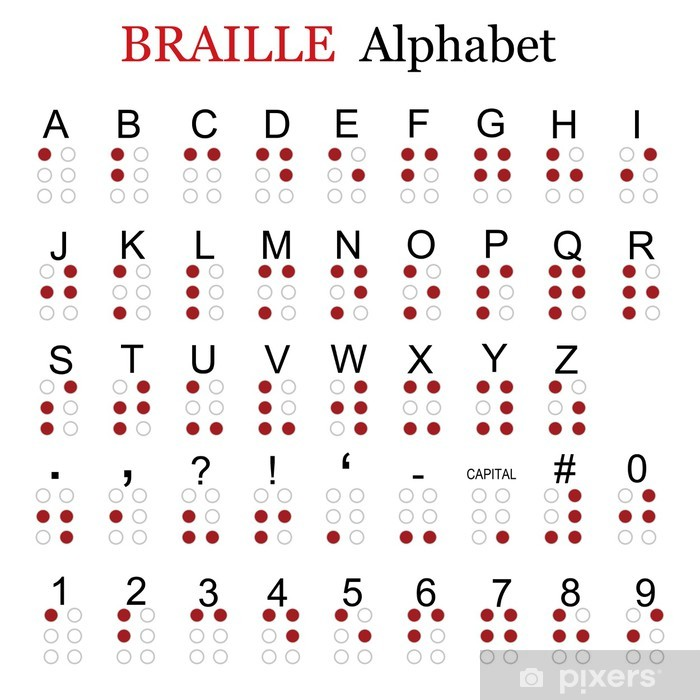 BRAILLE Alphabet
A B C D E F G H I
J K L M N O P Q R
S T U V W X Y Z
. , ? ! ‘ - CAPITAL # 0
1 2 3 4 5 6 7 8 9
pixers